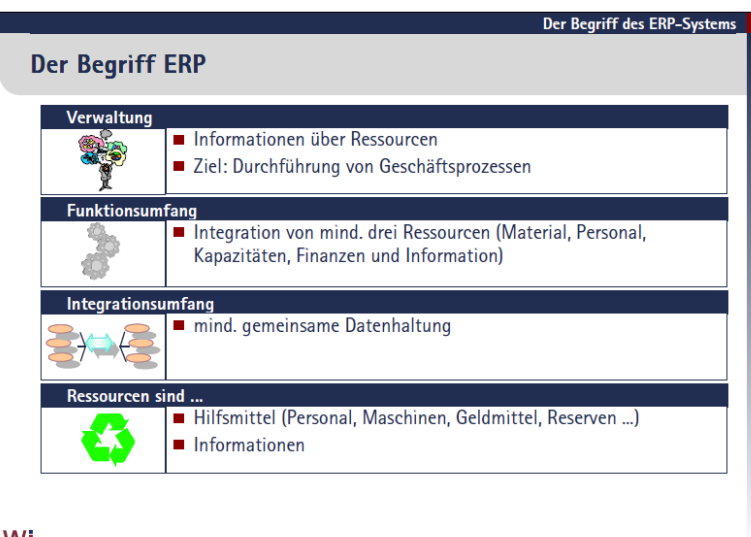 Der Begriff des ERP-Systems
Der Begriff ERP
Verwaltung
Informationen über Ressourcen
Ziel: Durchführung von Geschäftsprozessen
Funktionsumfang
Integration von mind. drei Ressourcen (Material, Personal,
Kapazitäten, Finanzen und Information)
Integrationsumfang
mind. gemeinsame Datenhaltung
Ressourcen sind ...
Hilfsmittel (Personal, Maschinen, Geldmittel, Reserven ...)
Informationen